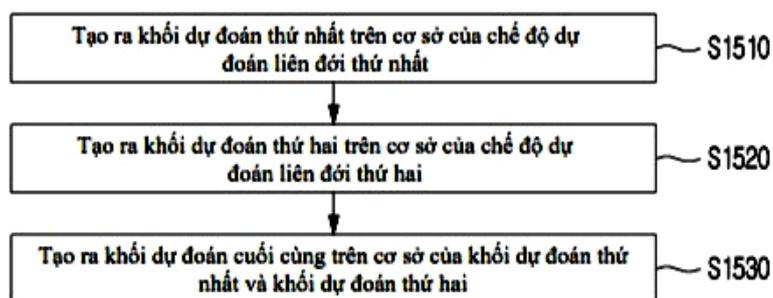 Tạo ra khối dự đoán thứ nhất trên cơ sở của chế độ dự
đoán liên đới thứ nhất
S1510
Tạo ra khối dự đoán thứ hai trên cơ sở của chế độ dự
đoán liên đới thứ hai
S1520
Tạo ra khối dự đoán cuối cùng trên cơ sở của khối dự đoán thứ
nhất và khối dự đoán thứ hai
S1530